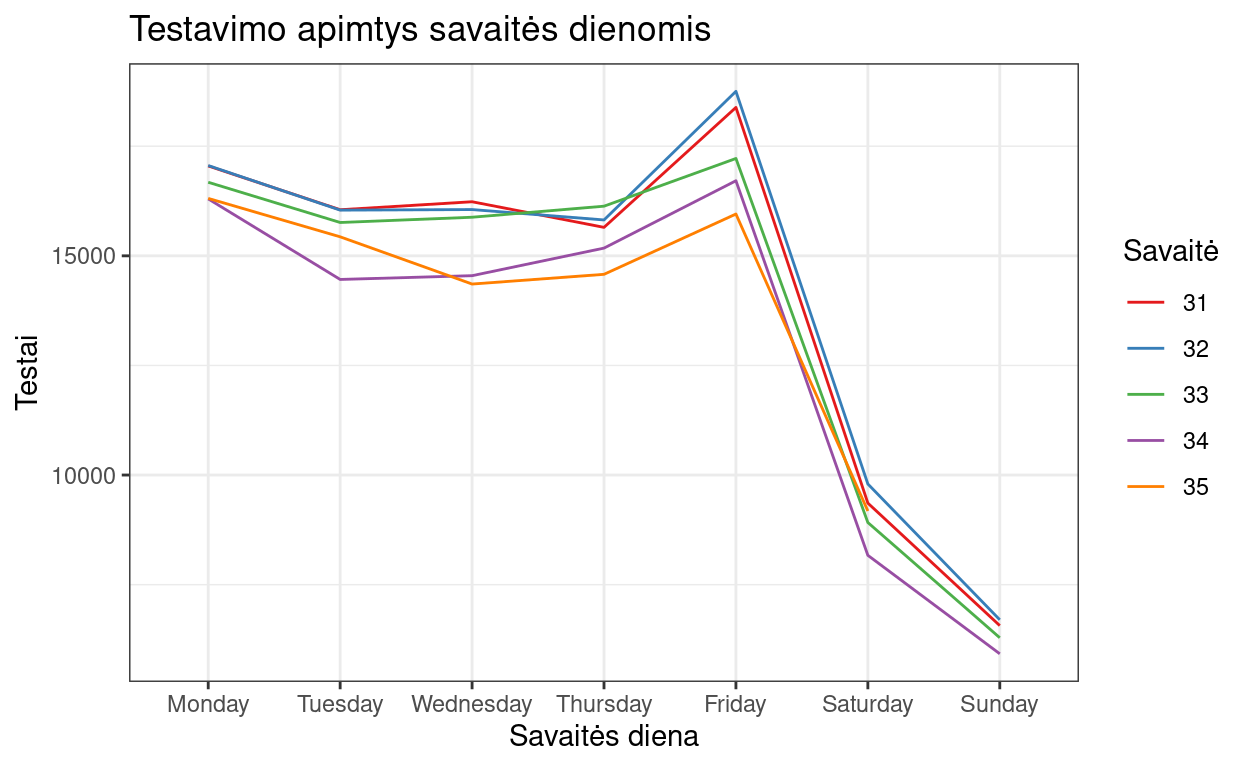 Testavimo apimtys savaitės dienomis
Testai
15000
10000
Monday Tuesday Wednesday Thursday Friday Saturday Sunday
Savaitės diena
Savaitė
31
32
33
34
35